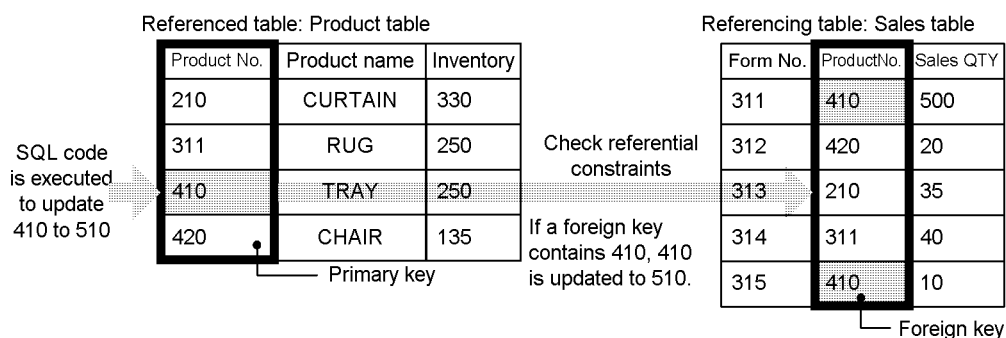 Referenced table: Product table
Product No. Product name Inventory
210 CURTAIN 330
311 RUG 250
410 TRAY 250
420 CHAIR 135
SQL code
is executed
to update
410 to 510
Primary key
Check referential
constraints
If a foreign key
contains 410, 410
is updated to 510.
Referencing table: Sales table
Form No. ProductNo. Sales QTY
311 410 500
312 420 20
313 210 35
314 311 40
315 410 10
Foreign key